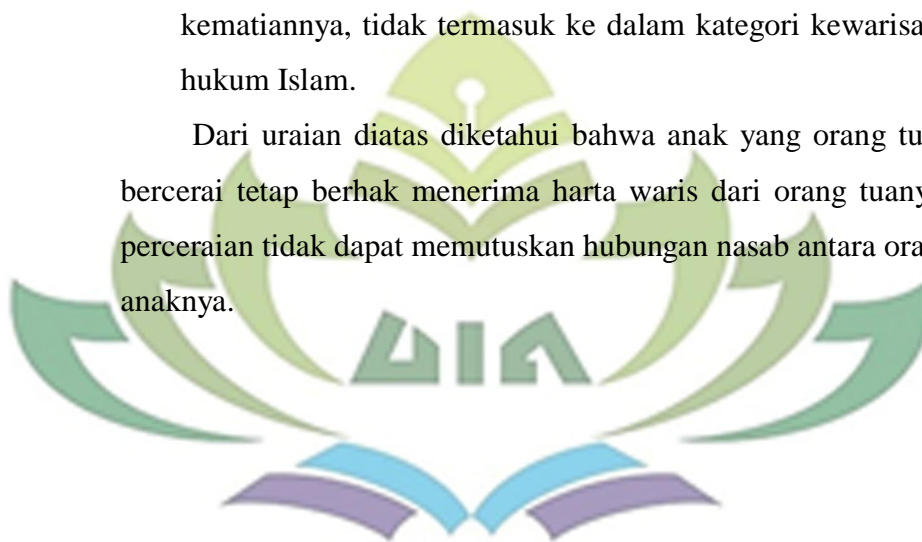 kematiannya, tidak termasuk ke dalam kategori kewarisa
hukum Islam.
Dari uraian diatas diketahui bahwa anak yang orang tu
bercerai tetap berhak menerima harta waris dari orang tuany
perceraian tidak dapat memutuskan hubungan nasab antara ora
anaknya.
UIN